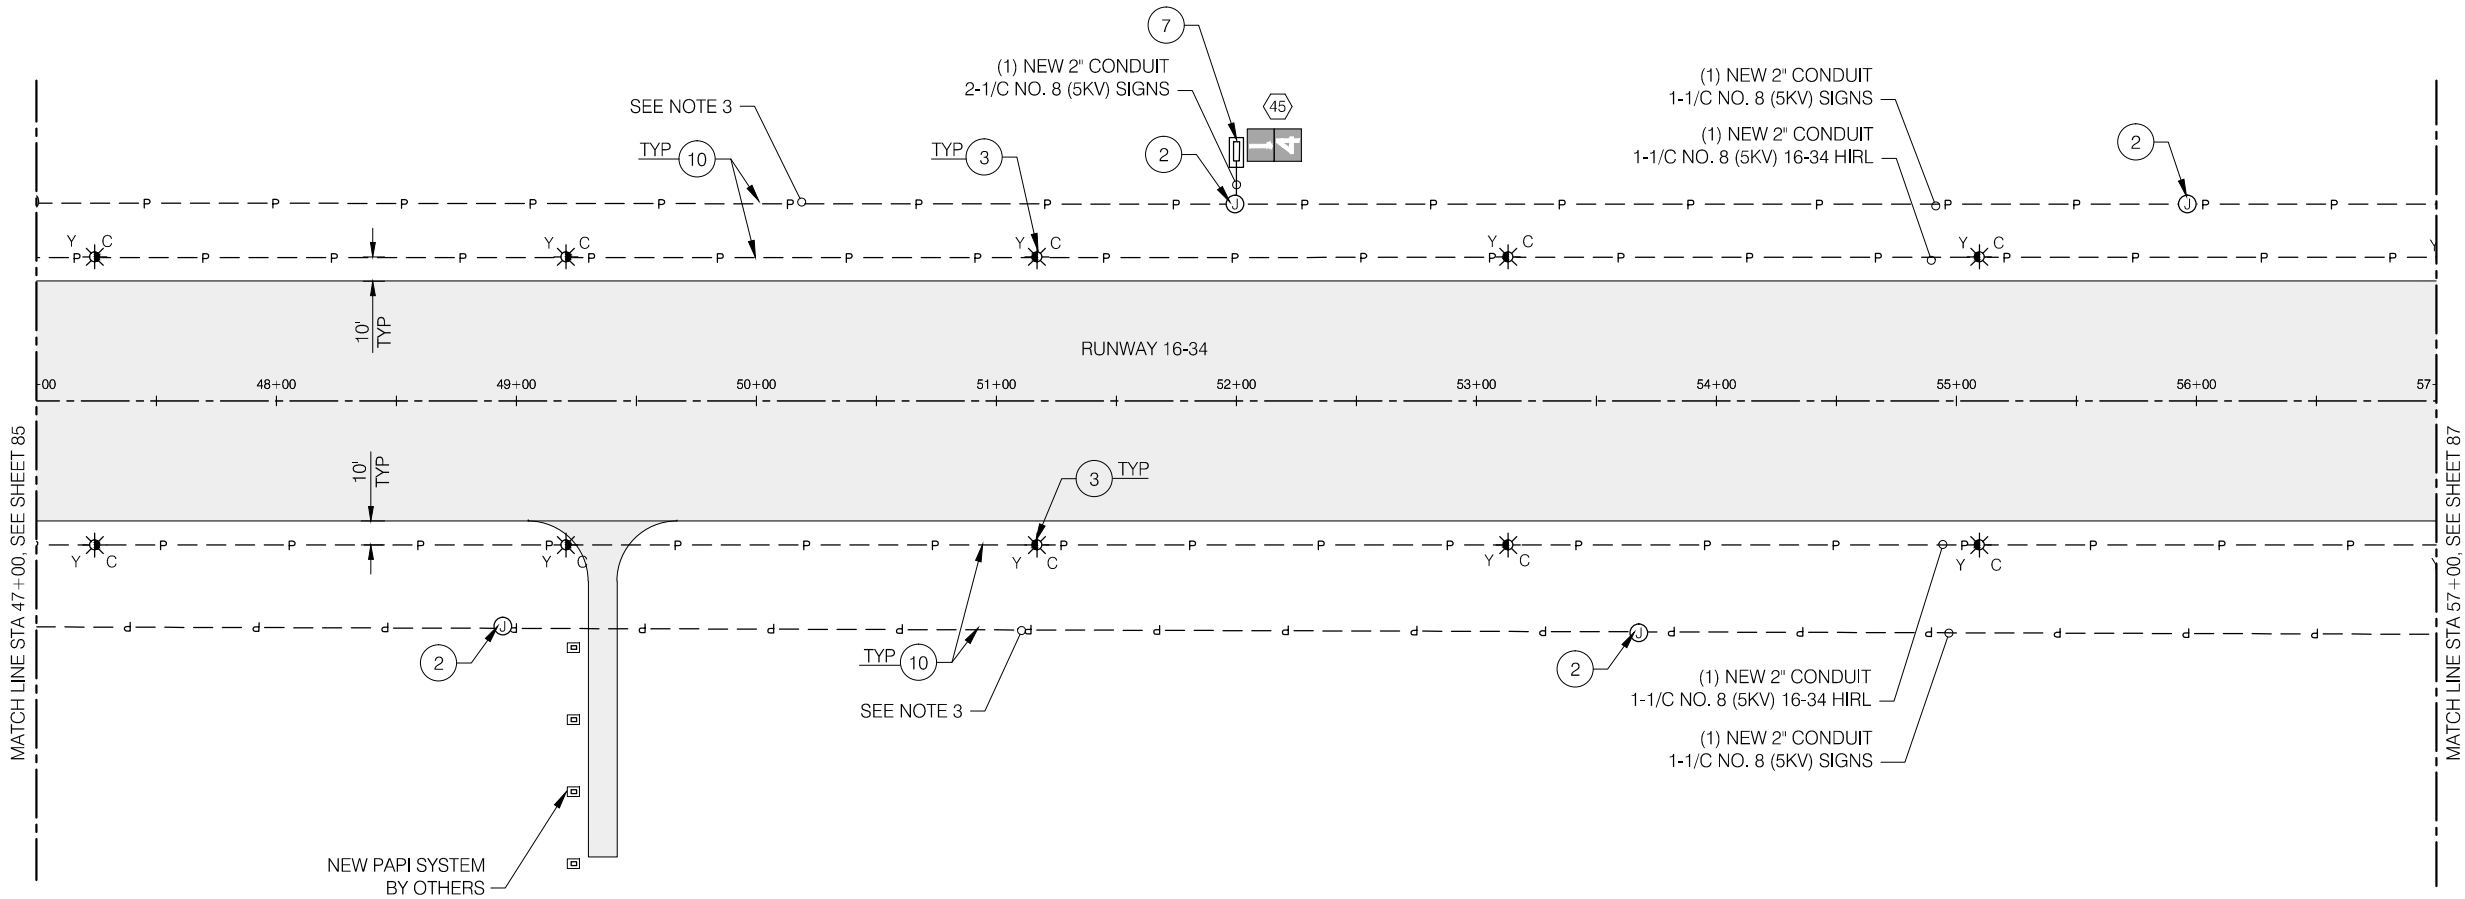 7
(1) NEW 2" CONDUIT
2-1/C NO. 8 (5KV) SIGNS
(1) NEW 2" CONDUIT
1-1/C NO. 8 (5KV) SIGNS
SEE NOTE 3
45
1 4
(1) NEW 2" CONDUIT
1-1/C NO. 8 (5KV) 16-34 HIRL
TYP 10
TYP 3
2
2
P P P P P P P P J P P P P P P P J P P
Y C Y C Y C Y C Y C Y
P P P P P P P P P P P P P P P P P P P
10'
TYP
RUNWAY 16-34
-00 48+00 49+00 50+00 51+00 52+00 53+00 54+00 55+00 56+00 57-
MATCH LINE STA 47+00, SEE SHEET 85
MATCH LINE STA 57+00, SEE SHEET 87
10'
TYP
3 TYP
P P P P P P P P P P P P P P P P P P
Y C Y C Y C Y C Y C
P P P J P P P P P P P P P J P P P P P P
2
TYP 10
2
SEE NOTE 3
(1) NEW 2" CONDUIT
1-1/C NO. 8 (5KV) 16-34 HIRL
(1) NEW 2" CONDUIT
1-1/C NO. 8 (5KV) SIGNS
NEW PAPI SYSTEM
BY OTHERS